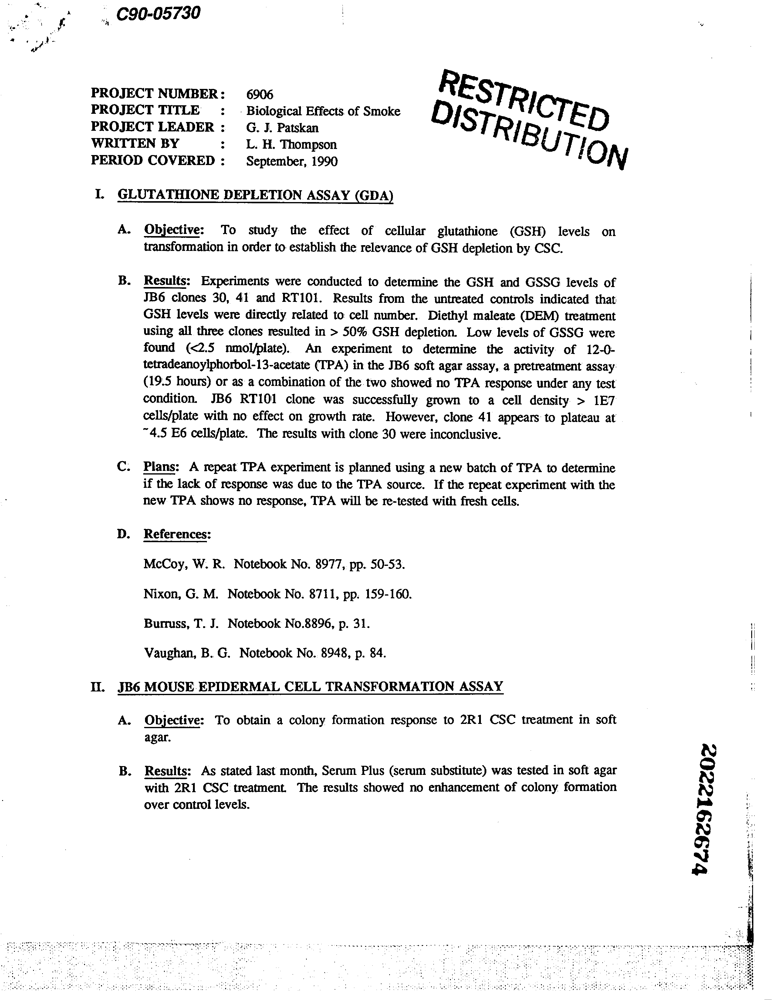 C90-05730
RESTRICTED
DISTRIBUTION
PROJECT NUMBER: 6906
PROJECT TITLE : Biological Effects of Smoke
PROJECT LEADER : G. J. Patskan
WRITTEN BY : L. H. Thompson
PERIOD COVERED : September, 1990
I. GLUTATHIONE DEPLETION ASSAY (GDA)
A. Objective: To study the effect of cellular glutathione (GSH) levels on
transformation in order to establish the relevance of GSH depletion by CSC.
B. Results: Experiments were conducted to determine the GSH and GSSG levels of
JB6 clones 30, 41 and RT101. Results from the untreated controls indicated that
GSH levels were directly related to cell number. Diethyl maleate (DEM) treatment
using all three clones resulted in > 50% GSH depletion. Low levels of GSSG were
found (<2.5 nmol/plate). An experiment to determine the activity of 12-0-
tetradeanoylphorbol-13-acetate (TPA) in the JB6 soft agar assay, a pretreatment assay
(19.5 hours) or as a combination of the two showed no TPA response under any test
condition. JB6 RT101 clone was successfully grown to a cell density > 1E7
cells/plate with no effect on growth rate. However, clone 41 appears to plateau at
~4.5 E6 cells/plate. The results with clone 30 were inconclusive.
C. Plans: A repeat TPA experiment is planned using a new batch of TPA to determine
if the lack of response was due to the TPA source. If the repeat experiment with the
new TPA shows no response, TPA will be re-tested with fresh cells.
D. References:
McCoy, W. R. Notebook No. 8977, pp. 50-53.
Nixon, G. M. Notebook No. 8711, pp. 159-160.
Burruss, T. J. Notebook No.8896, p. 31.
Vaughan, B. G. Notebook No. 8948, p. 84.
II. JB6 MOUSE EPIDERMAL CELL TRANSFORMATION ASSAY
A. Objective: To obtain a colony formation response to 2R1 CSC treatment in soft
agar.
B. Results: As stated last month, Serum Plus (serum substitute) was tested in soft agar
with 2R1 CSC treatment. The results showed no enhancement of colony formation
over control levels.
2022162674